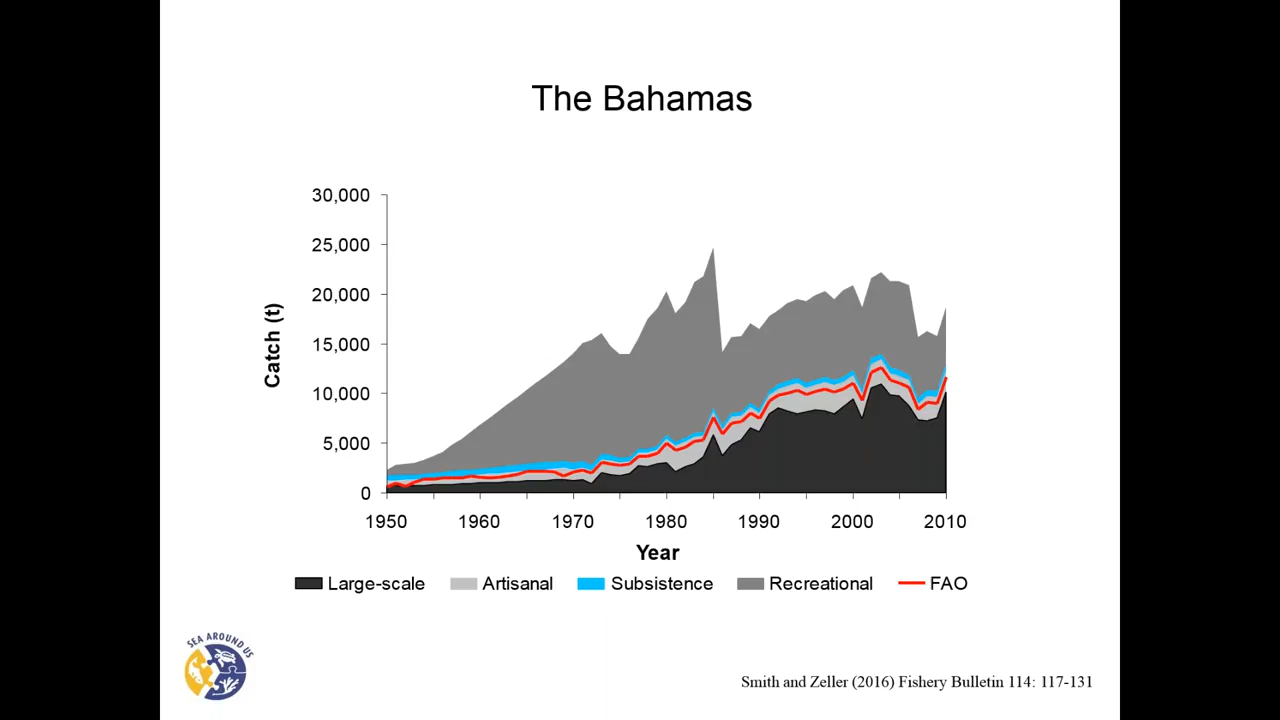 The Bahamas
30,000
25,000
20,000
15,000
10,000
5,000
0
Catch (t)
1950 1960 1970 1980 1990 2000 2010
Year
Large-scale Artisanal Subsistence Recreational FAO
SEA AROUND US
Smith and Zeller (2016) Fishery Bulletin 114: 117-131